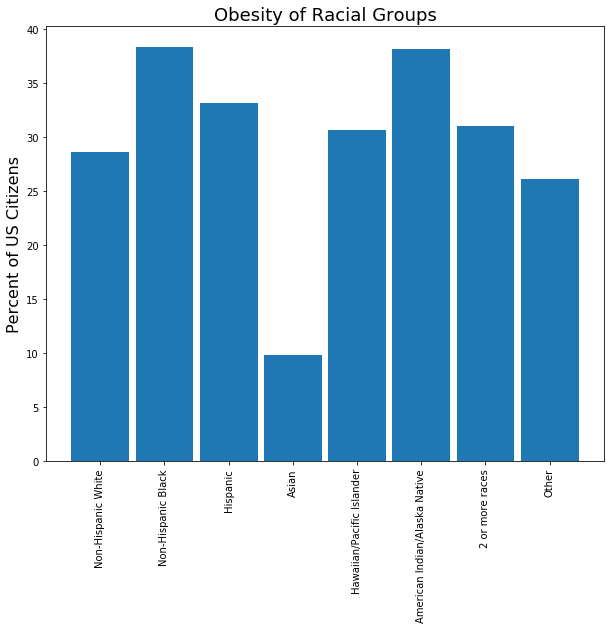 Obesity of Racial Groups
Percent of US Citizens
40
35
30
25
20
15
10
5
0
Non-Hispanic White
Non-Hispanic Black
Hispanic
Asian
Hawaiian/Pacific Islander
American Indian/Alaska Native
2 or more races
Other